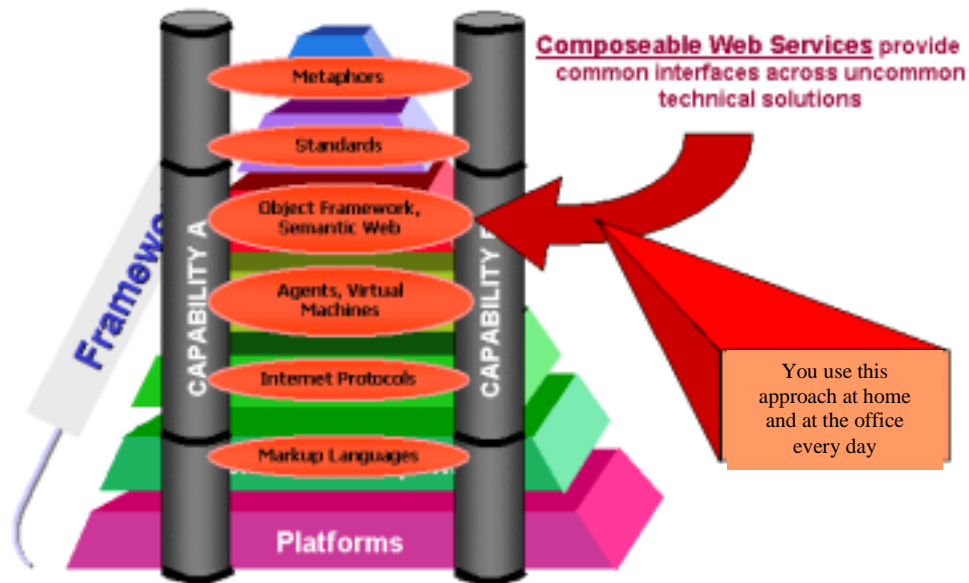 Composeable Web Services provide
common interfaces across uncommon
technical solutions
Metaphors
Standards
Object Framework,
Semantic Web
Agents, Virtual
Machines
Internet Protocols
Markup Languages
Platforms
CAPABILITY A
CAPABILITY
You use this
approach at home
and at the office
every day